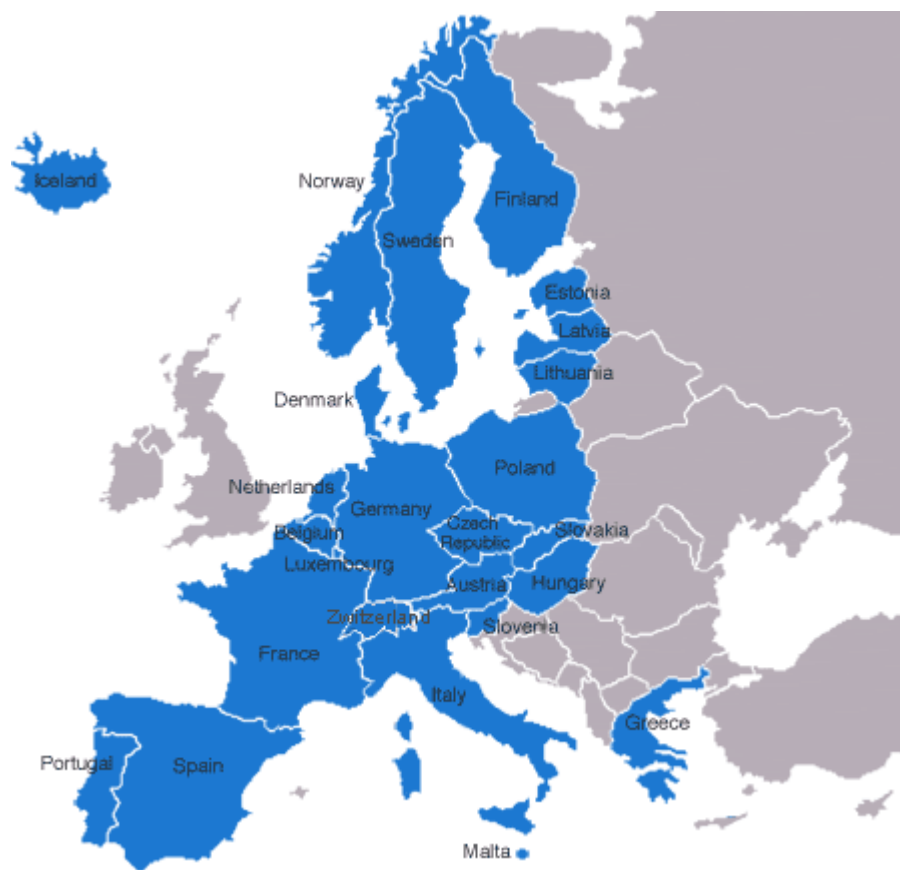 Iceland
Norway
Finland
Sweden
Estonia
Latvia
Lithuania
Denmark
Poland
Netherlands
Germany
Belgium
Czech
Republic
Slovakia
Luxembourg
Austria
Hungary
Zwitzerland
Slovenia
France
Italy
Greece
Portugal
Spain
Malta